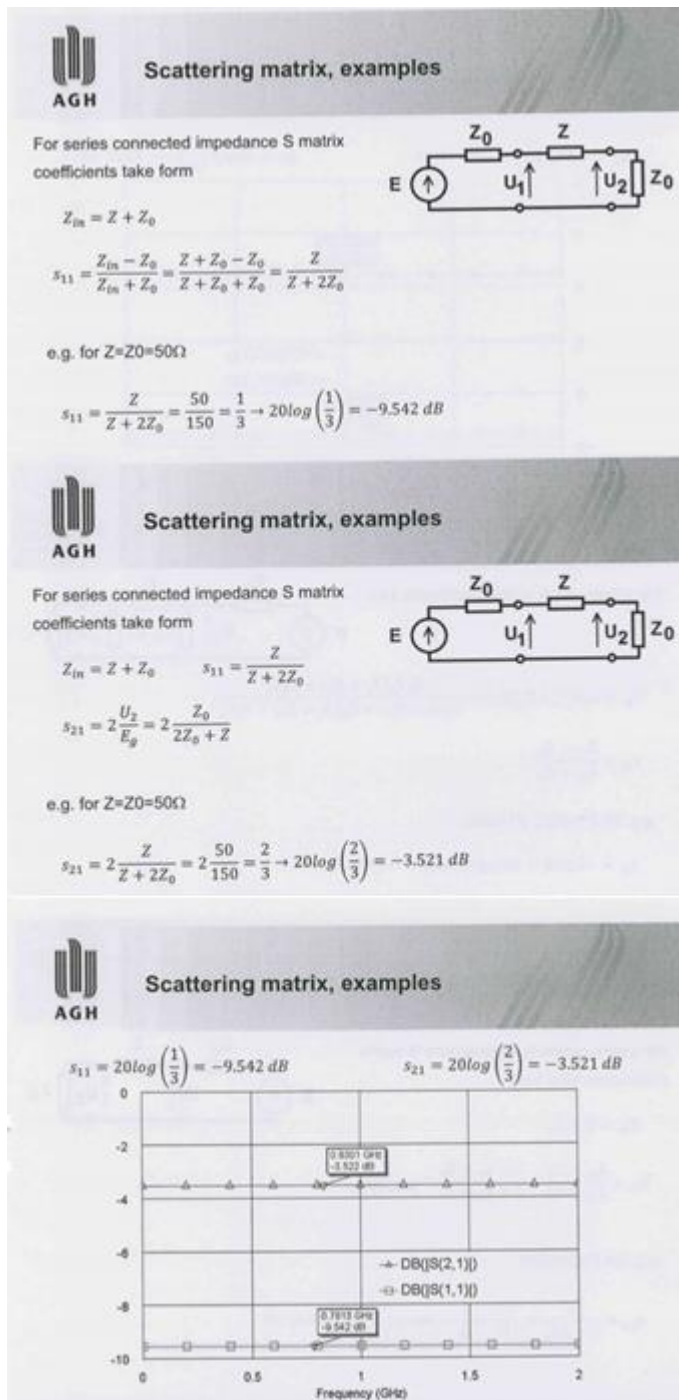 AGH
Scattering matrix, examples
For series connected impedance S matrix
coefficients take form
Z₀ Z
E U₁ U₂ Z₀
Z_in = Z + Z₀
s₁₁ = (Z_in − Z₀)/(Z_in + Z₀) = (Z + Z₀ − Z₀)/(Z + Z₀ + Z₀) = Z/(Z + 2Z₀)
e.g. for Z=Z0=50Ω
s₁₁ = Z/(Z + 2Z₀) = 50/150 = 1/3 → 20log(1/3) = −9.542 dB
AGH
Scattering matrix, examples
For series connected impedance S matrix
coefficients take form
Z₀ Z
E U₁ U₂ Z₀
Z_in = Z + Z₀ s₁₁ = Z/(Z + 2Z₀)
s₂₁ = 2 U₂/E_g = 2 Z₀/(2Z₀ + Z)
e.g. for Z=Z0=50Ω
s₂₁ = 2 Z/(Z + 2Z₀) = 2 50/150 = 2/3 → 20log(2/3) = −3.521 dB
AGH
Scattering matrix, examples
s₁₁ = 20log(1/3) = −9.542 dB s₂₁ = 20log(2/3) = −3.521 dB
0
-2
0.8301 GHz
-3.522 dB
-4
-6
DB(|S(2,1)|)
DB(|S(1,1)|)
-8
0.7813 GHz
-9.542 dB
-10
0 0.5 1 1.5 2
Frequency (GHz)